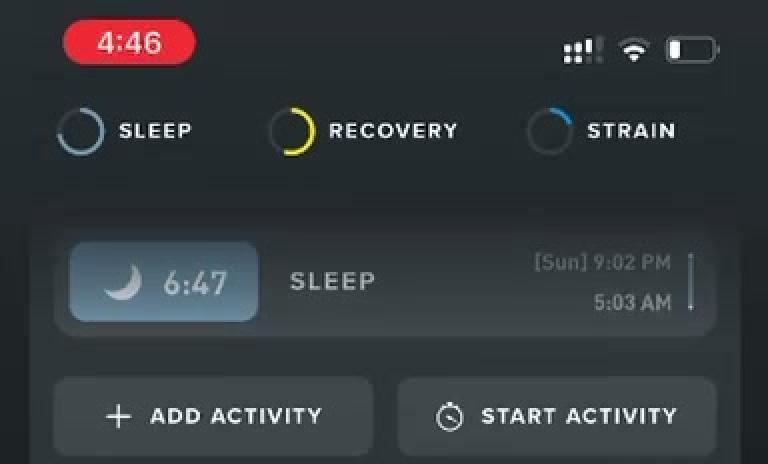 4:46
SLEEP RECOVERY STRAIN
6:47 SLEEP [Sun] 9:02 PM
5:03 AM
ADD ACTIVITY START ACTIVITY